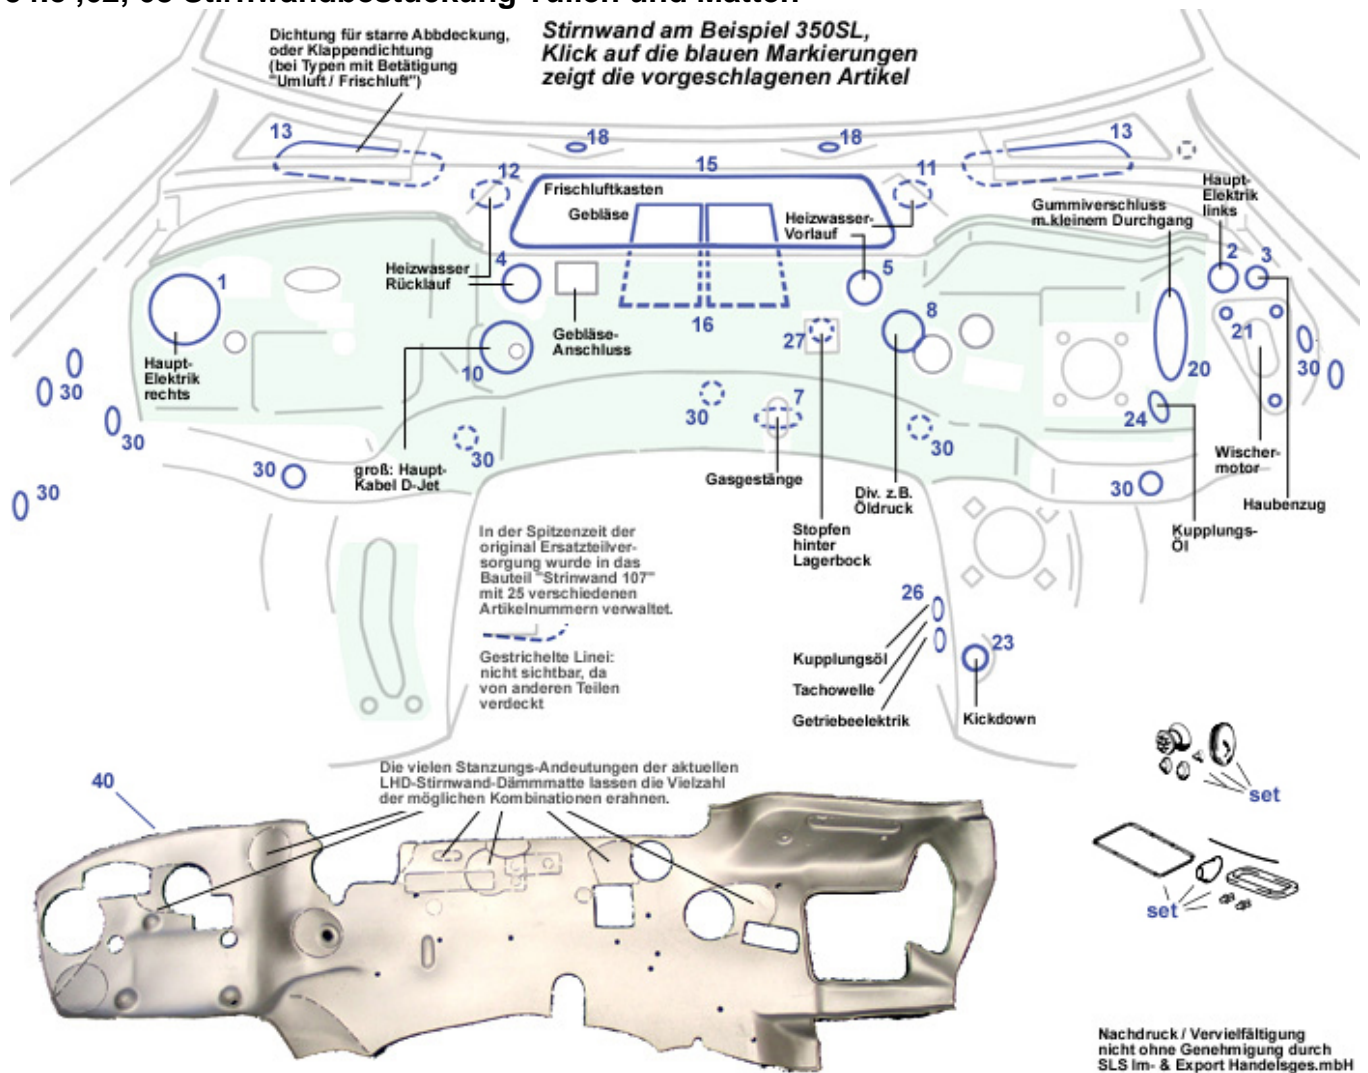 Stirnwandbestückung Tüllen und Matten
Dichtung für starre Abbdeckung,
oder Klappendichtung
(bei Typen mit Betätigung
"Umluft / Frischluft")
Stirnwand am Beispiel 350SL,
Klick auf die blauen Markierungen
zeigt die vorgeschlagenen Artikel
13
18
18
13
12
15
11
Frischluftkasten
Gebläse
Heizwasser-
Vorlauf
Gummiverschluss
m.kleinem Durchgang
Haupt-
Elektrik
links
1
Heizwasser
Rücklauf
4
5
2
3
Gebläse-
Anschluss
16
27
8
21
Haupt-
Elektrik
rechts
10
20
30
30
30
30
7
24
30
30
30
30
30
30
groß: Haupt-
Kabel D-Jet
Gasgestänge
Div. z.B.
Öldruck
Wischer-
motor
Haubenzug
Stopfen
hinter
Lagerbock
Kupplungs-
Öl
In der Spitzenzeit der
original Ersatzteilver-
sorgung wurde in das
Bauteil "Strinwand 107"
mit 25 verschiedenen
Artikelnummern verwaltet.
Gestrichelte Linei:
nicht sichtbar, da
von anderen Teilen
verdeckt
26
23
Kupplungsöl
Tachowelle
Getriebeelektrik
Kickdown
Die vielen Stanzungs-Andeutungen der aktuellen
LHD-Stirnwand-Dämmmatte lassen die Vielzahl
der möglichen Kombinationen erahnen.
40
set
set
Nachdruck / Vervielfältigung
nicht ohne Genehmigung durch
SLS Im- & Export Handelsges.mbH